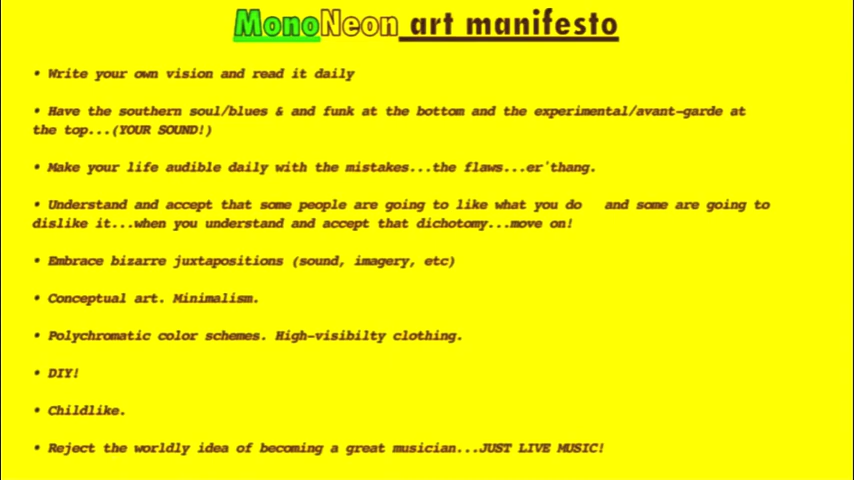 MonoNeon art manifesto
• Write your own vision and read it daily
• Have the southern soul/blues & and funk at the bottom and the experimental/avant-garde at
the top...(YOUR SOUND!)
• Make your life audible daily with the mistakes...the flaws...er'thang.
• Understand and accept that some people are going to like what you do and some are going to
dislike it...when you understand and accept that dichotomy...move on!
• Embrace bizarre juxtapositions (sound, imagery, etc)
• Conceptual art. Minimalism.
• Polychromatic color schemes. High-visibilty clothing.
• DIY!
• Childlike.
• Reject the worldly idea of becoming a great musician...JUST LIVE MUSIC!